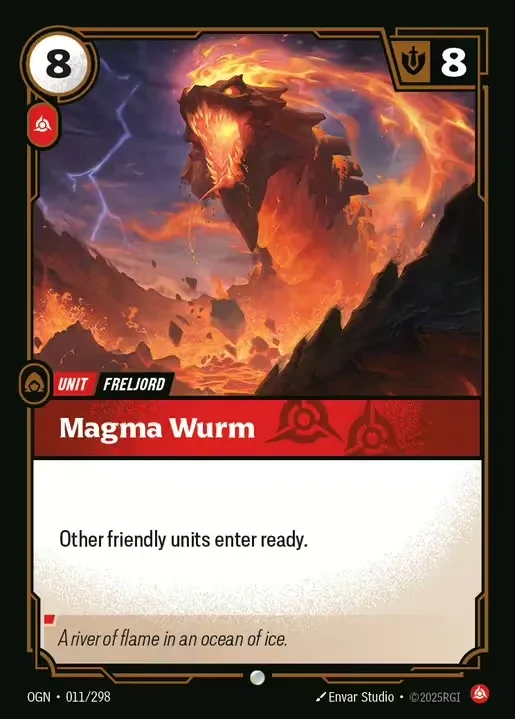 8
8
UNIT FRELJORD
Magma Wurm
Other friendly units enter ready.
A river of flame in an ocean of ice.
OGN • 011/298 Envar Studio • ©2025RGI